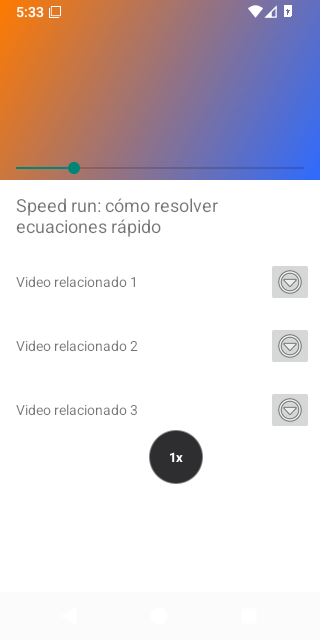 5:33
Speed run: cómo resolver
ecuaciones rápido
Video relacionado 1
Video relacionado 2
Video relacionado 3
1x